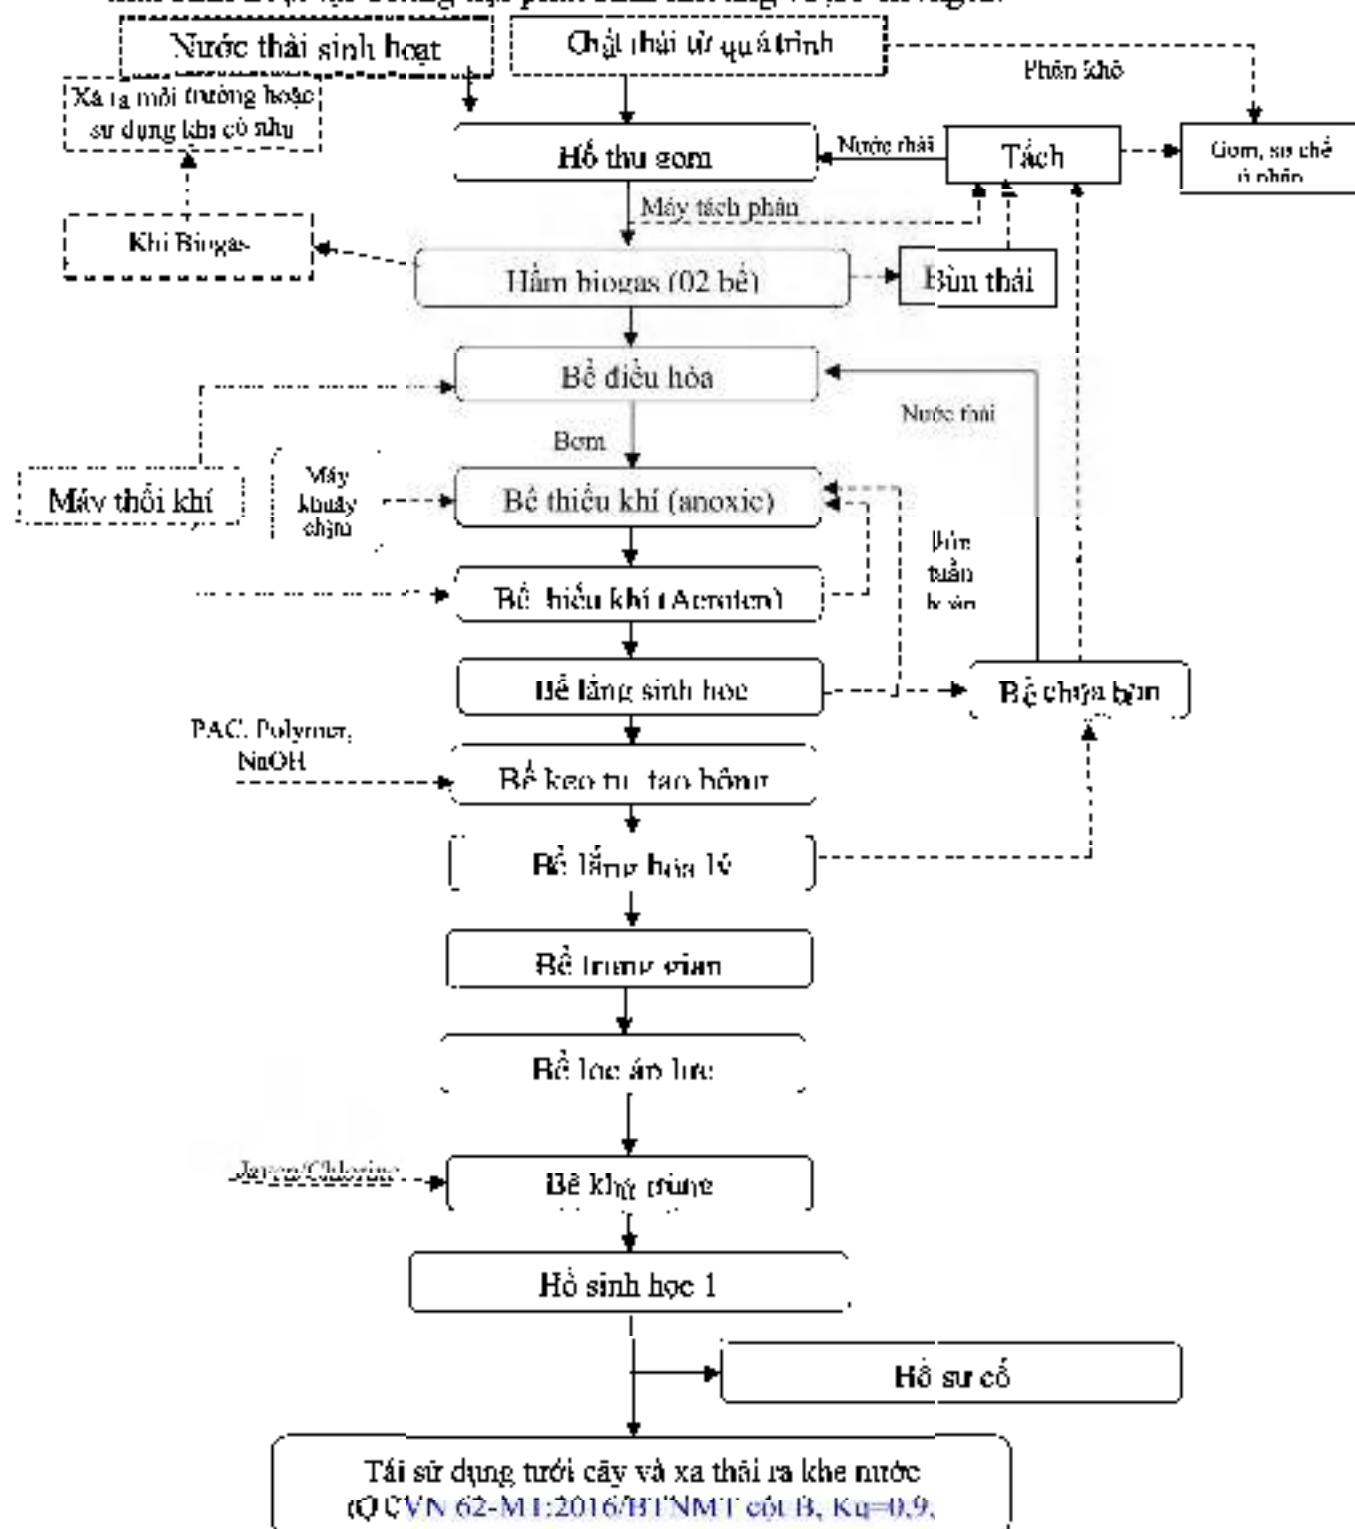 Nước thải sinh hoạt
Chất thải từ quá trình
Phân khô
Xả ra môi trường hoặc
sử dụng khi có nhu
Hố thu gom
Nước thải
Tách
Gom, sơ chế
ủ phân
Máy tách phân
Khí Biogas
Hầm biogas (02 bể)
Bùn thải
Bể điều hòa
Nước thải
Bơm
Máy thổi khí
Máy
khuấy
chìm
Bể thiếu khí (anoxic)
Bùn
tuần
hoàn
Bể hiếu khí (Aeroten)
Bể lắng sinh học
Bể chứa bùn
PAC, Polymer,
NaOH
Bể keo tụ tạo bông
Bể lắng hóa lý
Bể trung gian
Bể lọc áp lực
Javen/Chlorine
Bể khử trùng
Hồ sinh học 1
Hồ sự cố
Tái sử dụng tưới cây và xả thải ra khe nước
(QCVN 62-MT:2016/BTNMT cột B, Kq=0,9,